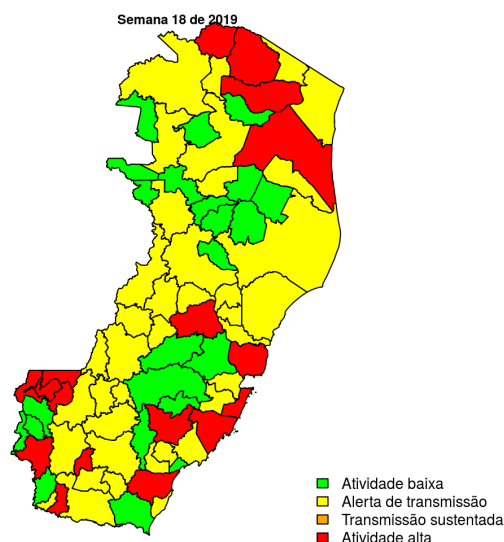 Semana 18 de 2019
Atividade baixa
Alerta de transmissão
Transmissão sustentada
Atividade alta